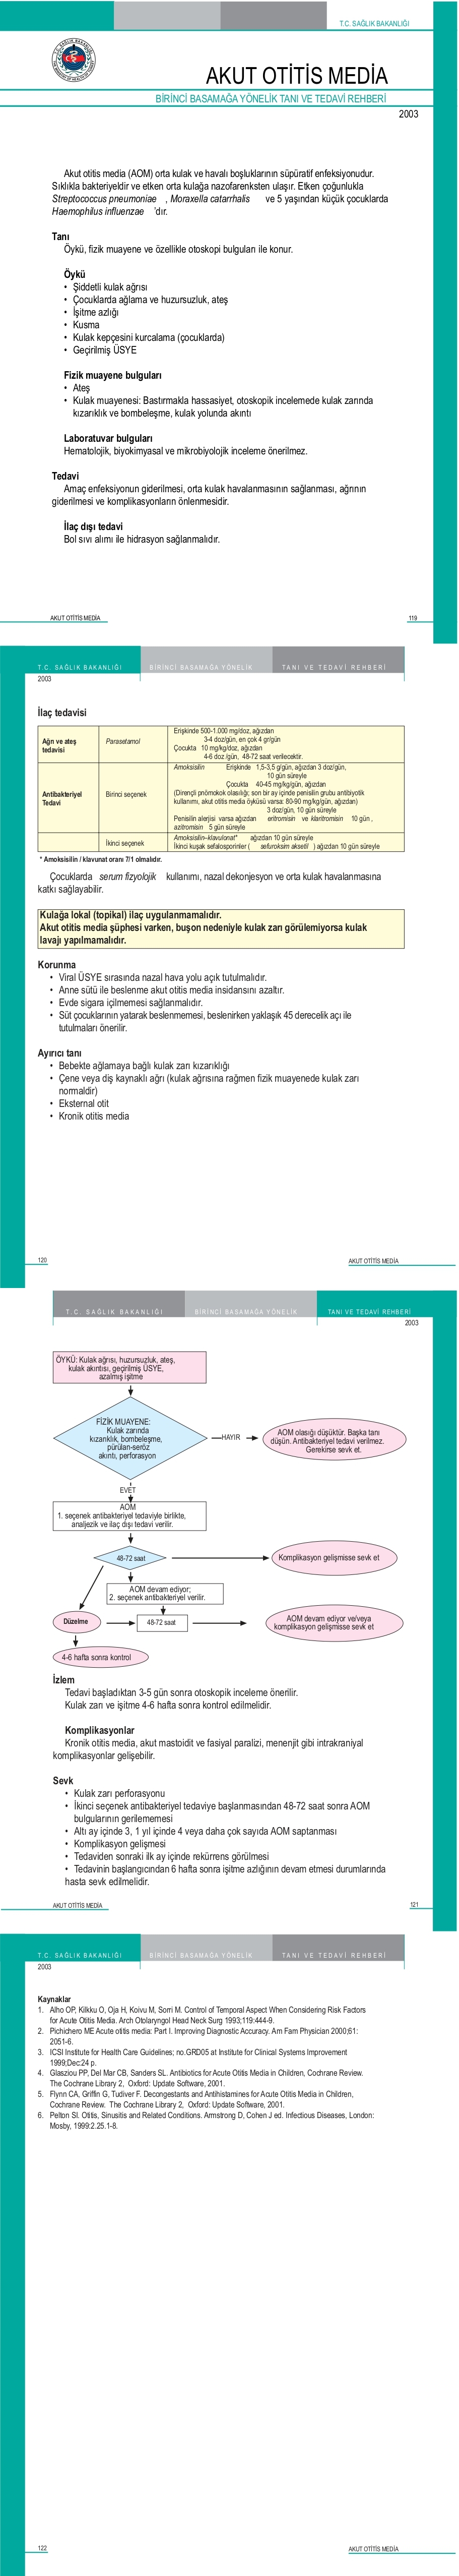 T.C. SAĞLIK BAKANLIĞI
AKUT OTİTİS MEDİA
BİRİNCİ BASAMAĞA YÖNELİK TANI VE TEDAVİ REHBERİ
2003
Akut otitis media (AOM) orta kulak ve havalı boşluklarının süpüratif enfeksiyonudur.
Sıklıkla bakteriyeldir ve etken orta kulağa nazofarenksten ulaşır. Etken çoğunlukla
Streptococcus pneumoniae , Moraxella catarrhalis ve 5 yaşından küçük çocuklarda
Haemophilus influenzae 'dır.
Tanı
Öykü, fizik muayene ve özellikle otoskopi bulguları ile konur.
Öykü
• Şiddetli kulak ağrısı
• Çocuklarda ağlama ve huzursuzluk, ateş
• İşitme azlığı
• Kusma
• Kulak kepçesini kurcalama (çocuklarda)
• Geçirilmiş ÜSYE
Fizik muayene bulguları
• Ateş
• Kulak muayenesi: Bastırmakla hassasiyet, otoskopik incelemede kulak zarında
kızarıklık ve bombeleşme, kulak yolunda akıntı
Laboratuvar bulguları
Hematolojik, biyokimyasal ve mikrobiyolojik inceleme önerilmez.
Tedavi
Amaç enfeksiyonun giderilmesi, orta kulak havalanmasının sağlanması, ağrının
giderilmesi ve komplikasyonların önlenmesidir.
İlaç dışı tedavi
Bol sıvı alımı ile hidrasyon sağlanmalıdır.
AKUT OTİTİS MEDİA
119
T.C. SAĞLIK BAKANLIĞI BİRİNCİ BASAMAĞA YÖNELİK TANI VE TEDAVİ REHBERİ
2003
İlaç tedavisi
Ağrı ve ateş tedavisi
Parasetamol
Erişkinde 500-1.000 mg/doz, ağızdan
3-4 doz/gün, en çok 4 gr/gün
Çocukta 10 mg/kg/doz, ağızdan
4-6 doz /gün, 48-72 saat verilecektir.
Antibakteriyel Tedavi
Birinci seçenek
Amoksisilin Erişkinde 1,5-3,5 g/gün, ağızdan 3 doz/gün,
10 gün süreyle
Çocukta 40-45 mg/kg/gün, ağızdan
(Dirençli pnömokok olasılığı; son bir ay içinde penisilin grubu antibiyotik
kullanımı, akut otitis media öyküsü varsa: 80-90 mg/kg/gün, ağızdan)
3 doz/gün, 10 gün süreyle
Penisilin alerjisi varsa ağızdan eritromisin ve klaritromisin 10 gün ,
azitromisin 5 gün süreyle
İkinci seçenek
Amoksisilin–klavulonat* ağızdan 10 gün süreyle
İkinci kuşak sefalosporinler ( sefuroksim aksetil ) ağızdan 10 gün süreyle
* Amoksisilin / klavunat oranı 7/1 olmalıdır.
Çocuklarda serum fizyolojik kullanımı, nazal dekonjesyon ve orta kulak havalanmasına
katkı sağlayabilir.
Kulağa lokal (topikal) ilaç uygulanmamalıdır.
Akut otitis media şüphesi varken, buşon nedeniyle kulak zarı görülemiyorsa kulak
lavajı yapılmamalıdır.
Korunma
• Viral ÜSYE sırasında nazal hava yolu açık tutulmalıdır.
• Anne sütü ile beslenme akut otitis media insidansını azaltır.
• Evde sigara içilmemesi sağlanmalıdır.
• Süt çocuklarının yatarak beslenmemesi, beslenirken yaklaşık 45 derecelik açı ile
tutulmaları önerilir.
Ayırıcı tanı
• Bebekte ağlamaya bağlı kulak zarı kızarıklığı
• Çene veya diş kaynaklı ağrı (kulak ağrısına rağmen fizik muayenede kulak zarı
normaldir)
• Eksternal otit
• Kronik otitis media
120
AKUT OTİTİS MEDİA
T.C. SAĞLIK BAKANLIĞI BİRİNCİ BASAMAĞA YÖNELİK TANI VE TEDAVİ REHBERİ
2003
ÖYKÜ: Kulak ağrısı, huzursuzluk, ateş,
kulak akıntısı, geçirilmiş ÜSYE,
azalmış işitme
FİZİK MUAYENE:
Kulak zarında
kızarıklık, bombeleşme,
pürülan-seröz
akıntı, perforasyon
HAYIR
AOM olasığı düşüktür. Başka tanı
düşün. Antibakteriyel tedavi verilmez.
Gerekirse sevk et.
EVET
AOM
1. seçenek antibakteriyel tedaviyle birlikte,
analjezik ve ilaç dışı tedavi verilir.
48-72 saat
Komplikasyon gelişmisse sevk et
AOM devam ediyor;
2. seçenek antibakteriyel verilir.
Düzelme
48-72 saat
AOM devam ediyor ve/veya
komplikasyon gelişmisse sevk et
4-6 hafta sonra kontrol
İzlem
Tedavi başladıktan 3-5 gün sonra otoskopik inceleme önerilir.
Kulak zarı ve işitme 4-6 hafta sonra kontrol edilmelidir.
Komplikasyonlar
Kronik otitis media, akut mastoidit ve fasiyal paralizi, menenjit gibi intrakraniyal
komplikasyonlar gelişebilir.
Sevk
• Kulak zarı perforasyonu
• İkinci seçenek antibakteriyel tedaviye başlanmasından 48-72 saat sonra AOM
bulgularının gerilememesi
• Altı ay içinde 3, 1 yıl içinde 4 veya daha çok sayıda AOM saptanması
• Komplikasyon gelişmesi
• Tedaviden sonraki ilk ay içinde rekürrens görülmesi
• Tedavinin başlangıcından 6 hafta sonra işitme azlığının devam etmesi durumlarında
hasta sevk edilmelidir.
AKUT OTİTİS MEDİA
121
T.C. SAĞLIK BAKANLIĞI BİRİNCİ BASAMAĞA YÖNELİK TANI VE TEDAVİ REHBERİ
2003
Kaynaklar
1. Alho OP, Kilkku O, Oja H, Koivu M, Sorri M. Control of Temporal Aspect When Considering Risk Factors
for Acute Otitis Media. Arch Otolaryngol Head Neck Surg 1993;119:444-9.
2. Pichichero ME Acute otitis media: Part I. Improving Diagnostic Accuracy. Am Fam Physician 2000;61:
2051-6.
3. ICSI Institute for Health Care Guidelines; no.GRD05 at Institute for Clinical Systems Improvement
1999;Dec:24 p.
4. Glasziou PP, Del Mar CB, Sanders SL. Antibiotics for Acute Otitis Media in Children, Cochrane Review.
The Cochrane Library 2, Oxford: Update Software, 2001.
5. Flynn CA, Griffin G, Tudiver F. Decongestants and Antihistamines for Acute Otitis Media in Children,
Cochrane Review. The Cochrane Library 2, Oxford: Update Software, 2001.
6. Pelton SI. Otitis, Sinusitis and Related Conditions. Armstrong D, Cohen J ed. Infectious Diseases, London:
Mosby, 1999:2.25.1-8.
122
AKUT OTİTİS MEDİA